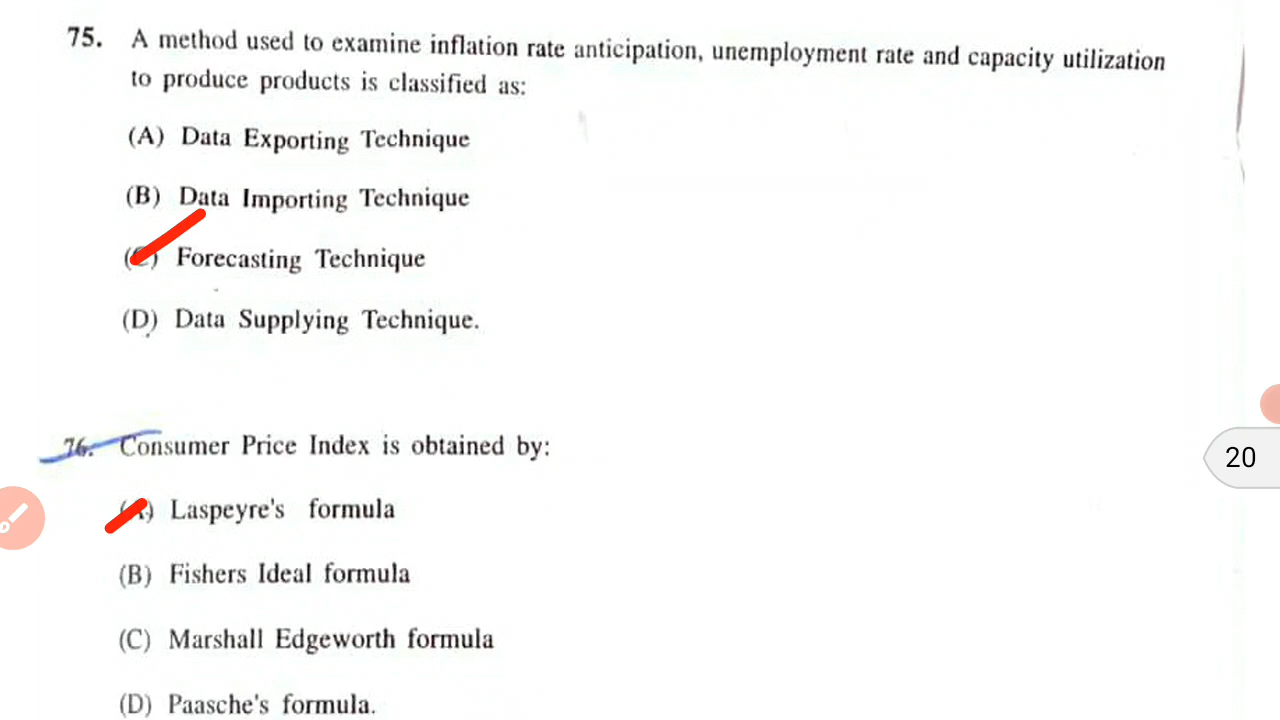 75. A method used to examine inflation rate anticipation, unemployment rate and capacity utilization
to produce products is classified as:
(A) Data Exporting Technique
(B) Data Importing Technique
(C) Forecasting Technique
(D) Data Supplying Technique.
76. Consumer Price Index is obtained by:
20
(A) Laspeyre's formula
(B) Fishers Ideal formula
(C) Marshall Edgeworth formula
(D) Paasche's formula.